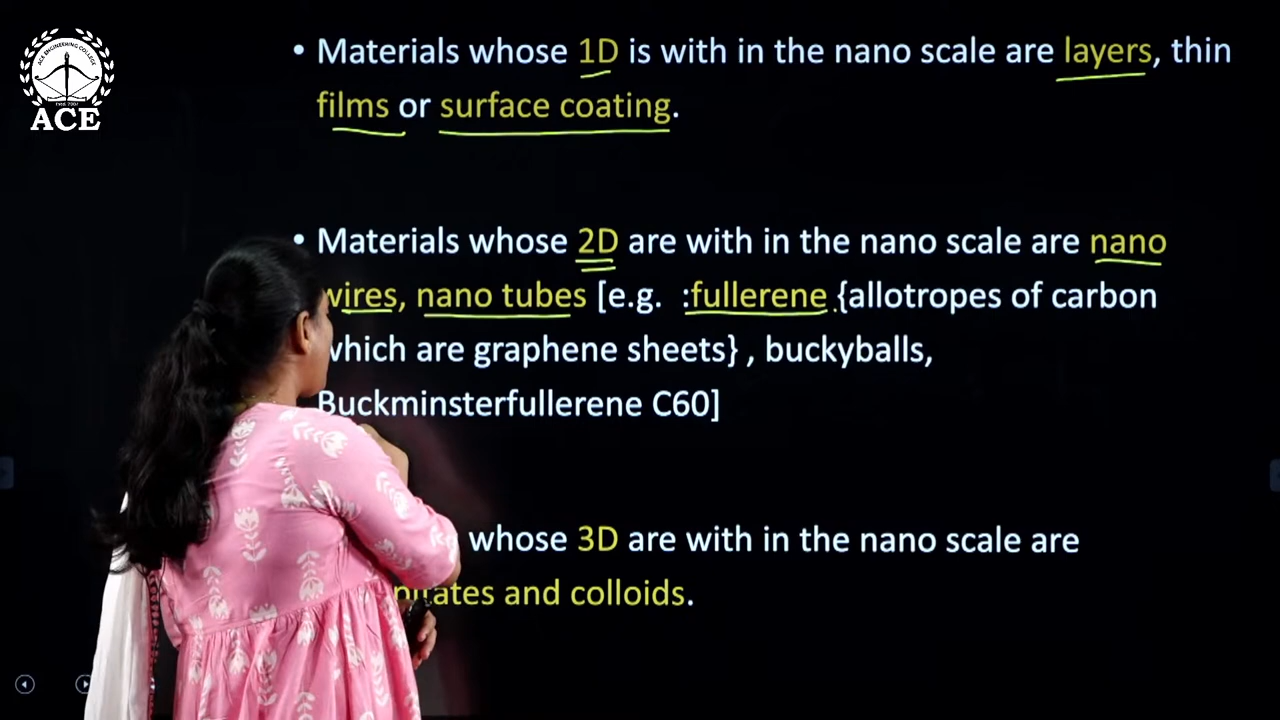 ACE ENGINEERING COLLEGE
ACE
• Materials whose 1D is with in the nano scale are layers, thin
films or surface coating.
• Materials whose 2D are with in the nano scale are nano
wires, nano tubes [e.g. :fullerene {allotropes of carbon
which are graphene sheets} , buckyballs,
Buckminsterfullerene C60]
whose 3D are with in the nano scale are
and colloids.